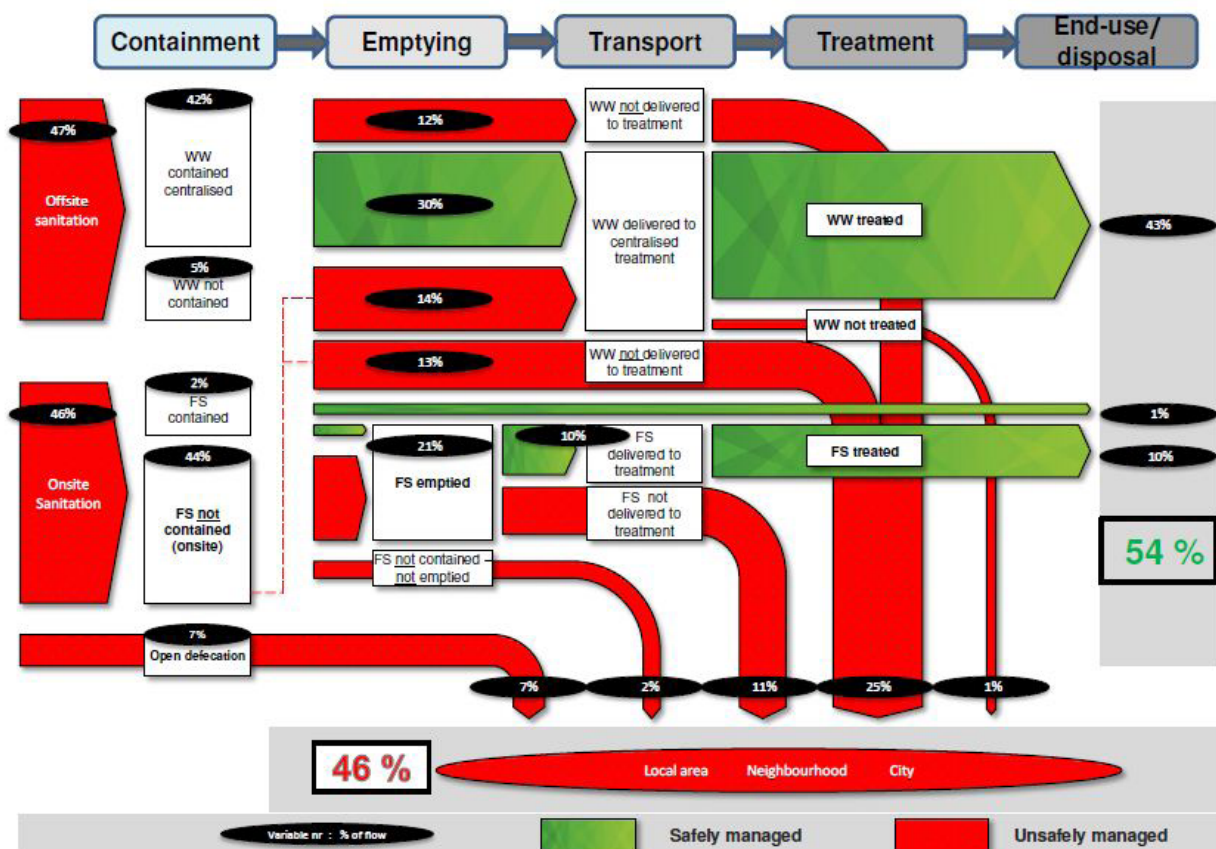 Containment
Emptying
Transport
Treatment
End-use/
disposal
47%
Offsite
sanitation
42%
WW
contained
centralised
5%
WW not
contained
12%
WW not delivered
to treatment
30%
WW delivered to
centralised
treatment
14%
WW treated
43%
WW not treated
13%
WW not delivered
to treatment
46%
Onsite
Sanitation
2%
FS
contained
44%
FS not
contained
(onsite)
1%
21%
FS emptied
10%
FS
delivered to
treatment
FS treated
10%
FS not
delivered to
treatment
FS not contained –
not emptied
54 %
7%
Open defecation
7%
2%
11%
25%
1%
46 %
Local area
Neighbourhood
City
Variable nr : % of flow
Safely managed
Unsafely managed